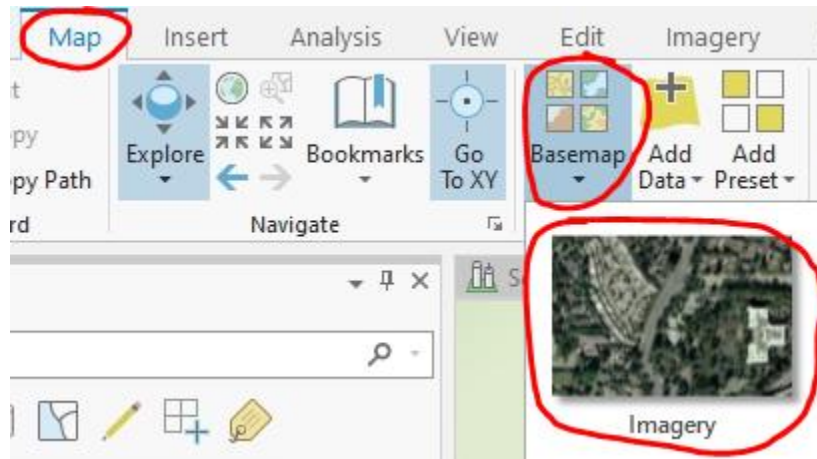 Map Insert Analysis View Edit Imagery
t
py
py Path
rd
Explore
Bookmarks
Go
To XY
Navigate
Basemap
Add
Data
Add
Preset
S
Imagery